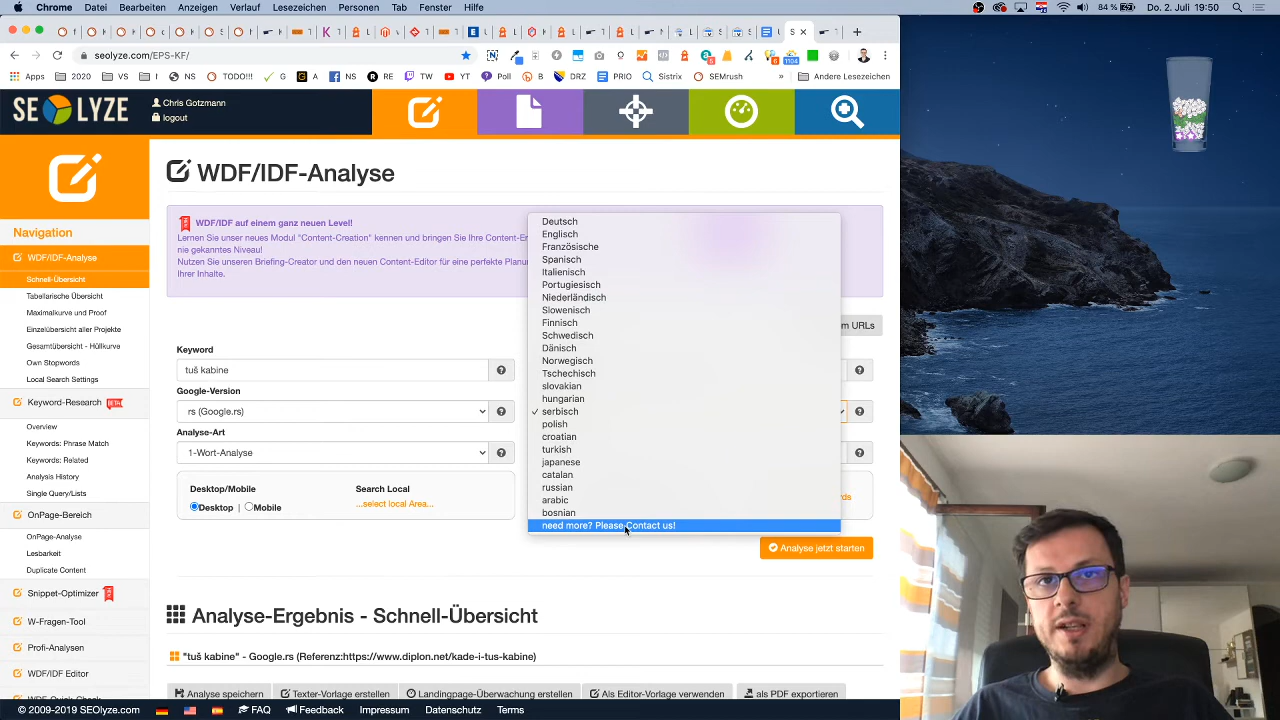 Chrome Datei Bearbeiten Anzeigen Verlauf Lesezeichen Personen Tab Fenster Hilfe 84 % Do. 2. Juli 19:50
seolyze.com/EPS-KF/
Apps 2020 VS I NS TODO!!! G A NS RE TW YT Poll B DRZ PRIO Sistrix SEMrush » Andere Lesezeichen
SEOLYZE
Chris Gotzmann
logout
WDF/IDF-Analyse
WDF/IDF auf einem ganz neuen Level!
Lernen Sie unser neues Modul "Content-Creation" kennen und bringen Sie Ihre Content-Er
nie gekanntes Niveau!
Nutzen Sie unseren Briefing-Creator und den neuen Content-Editor für eine perfekte Planun
Ihrer Inhalte.
Navigation
WDF/IDF-Analyse
Schnell-Übersicht
Tabellarische Übersicht
Maximalkurve und Proof
Einzelübersicht aller Projekte
Gesamtübersicht - Hüllkurve
Own Stopwords
Local Search Settings
Keyword-Research BETA
Overview
Keywords: Phrase Match
Keywords: Related
Analysis History
Single Query/Lists
OnPage-Bereich
OnPage-Analyse
Lesbarkeit
Duplicate Content
Snippet-Optimizer
W-Fragen-Tool
Profi-Analysen
WDF/IDF Editor
WDF Quick-Check
Keyword
tuš kabine
Google-Version
rs (Google.rs)
Analyse-Art
1-Wort-Analyse
Desktop/Mobile
Desktop | Mobile
Search Local
...select local Area...
Deutsch
Englisch
Französische
Spanisch
Italienisch
Portugiesisch
Niederländisch
Slowenisch
Finnisch
Schwedisch
Dänisch
Norwegisch
Tschechisch
slovakian
hungarian
✓ serbisch
polish
croatian
turkish
japanese
catalan
russian
arabic
bosnian
need more? Please Contact us!
m URLs
ds
Analyse jetzt starten
Analyse-Ergebnis - Schnell-Übersicht
"tuš kabine" - Google.rs (Referenz:https://www.diplon.net/kade-i-tus-kabine)
Analyse speichern Texter-Vorlage erstellen Landingpage-Überwachung erstellen Als Editor-Vorlage verwenden als PDF exportieren
© 2009-2019 SEOlyze.com FAQ Feedback Impressum Datenschutz Terms